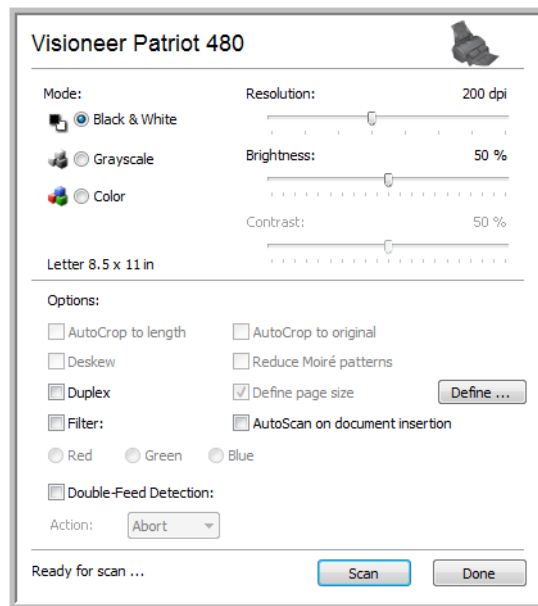 Visioneer Patriot 480
Mode:
Black & White
Grayscale
Color
Resolution: 200 dpi
Brightness: 50 %
Contrast: 50 %
Letter 8.5 x 11 in
Options:
AutoCrop to length AutoCrop to original
Deskew Reduce Moiré patterns
Duplex Define page size Define ...
Filter: AutoScan on document insertion
Red Green Blue
Double-Feed Detection:
Action: Abort
Ready for scan ... Scan Done